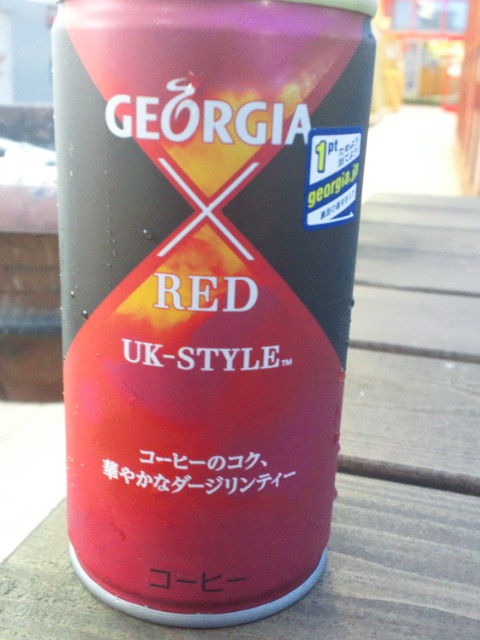 GEORGIA
1pt
georgia.jp
×
RED
UK-STYLE™
コーヒーのコク、
華やかなダージリンティー
コーヒー